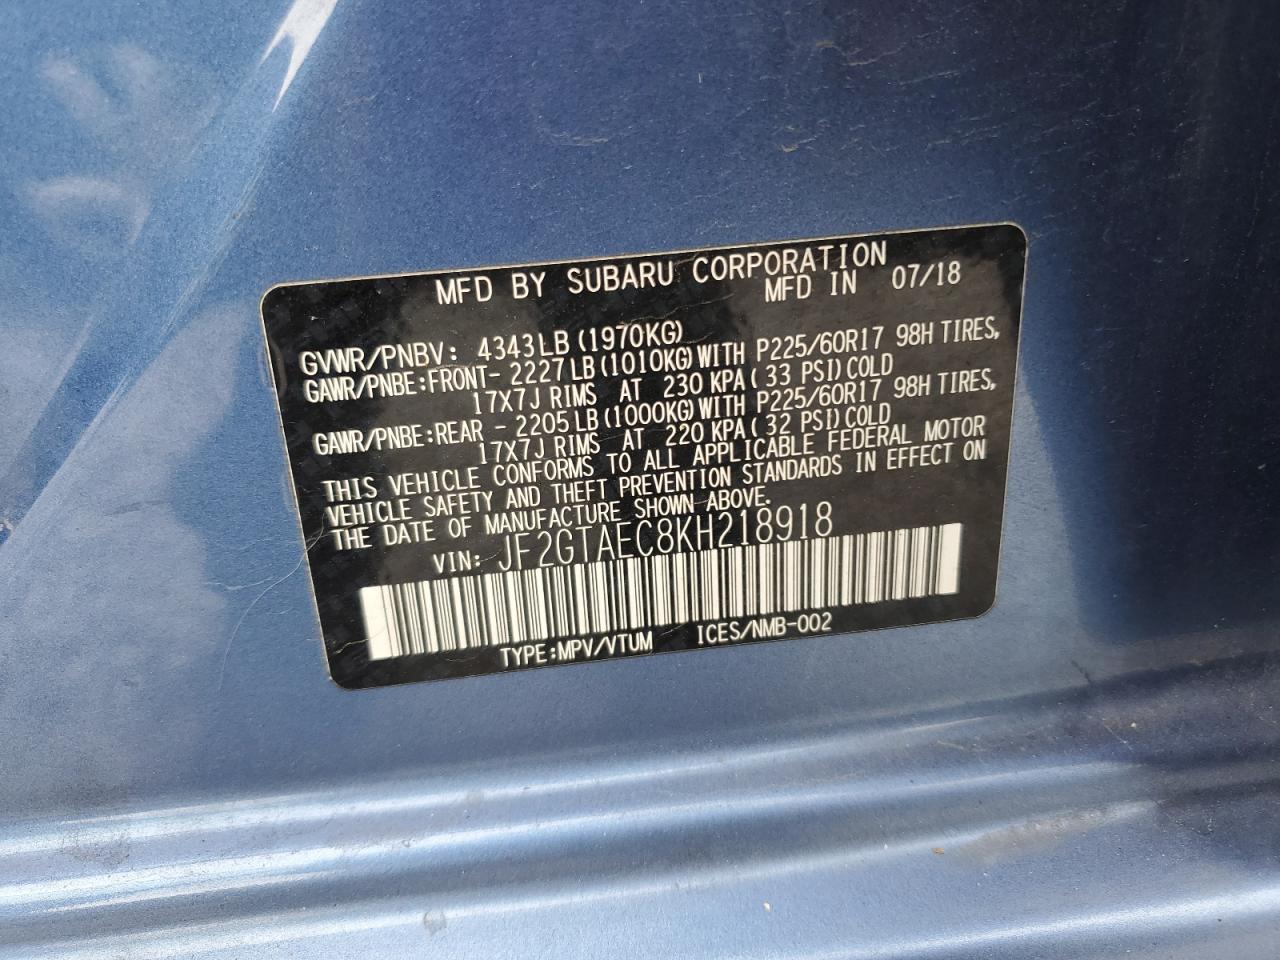 MFD BY SUBARU CORPORATION
MFD IN 07/18
GVWR/PNBV: 4343LB(1970KG)
GAWR/PNBE:FRONT-2227LB(1010KG)WITH P225/60R17 98H TIRES,
17X7J RIMS AT 230 KPA(33 PSI)COLD
GAWR/PNBE:REAR -2205LB(1000KG)WITH P225/60R17 98H TIRES,
17X7J RIMS AT 220 KPA(32 PSI)COLD
THIS VEHICLE CONFORMS TO ALL APPLICABLE FEDERAL MOTOR
VEHICLE SAFETY AND THEFT PREVENTION STANDARDS IN EFFECT ON
THE DATE OF MANUFACTURE SHOWN ABOVE.
VIN: JF2GTAEC8KH218918
TYPE:MPV/VTUM ICES/NMB-002